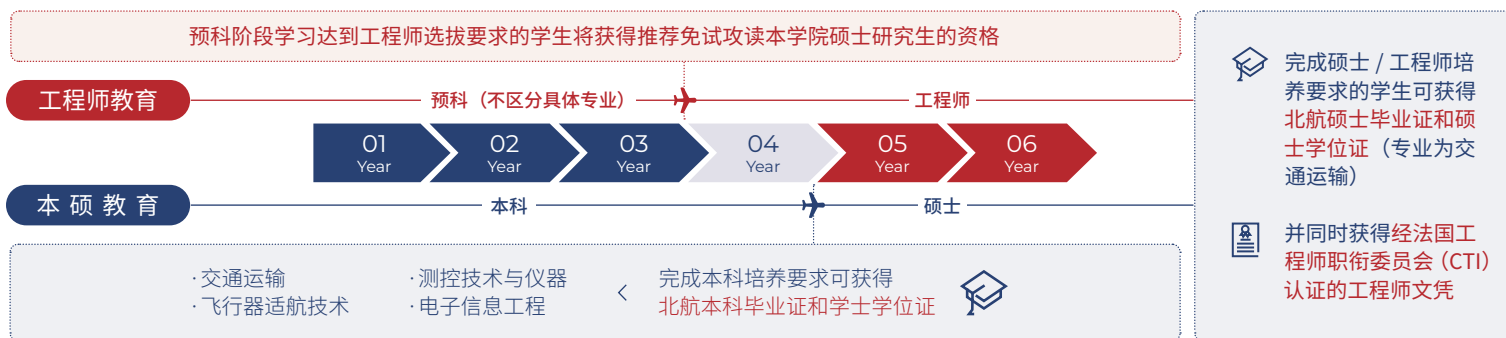 预科阶段学习达到工程师选拔要求的学生将获得推荐免试攻读本学院硕士研究生的资格
工程师教育
预科（不区分具体专业）
工程师
01
Year
02
Year
03
Year
04
Year
05
Year
06
Year
本硕教育
本科
硕士
·交通运输
·飞行器适航技术
·测控技术与仪器
·电子信息工程
<
完成本科培养要求可获得
北航本科毕业证和学士学位证
完成硕士 / 工程师培
养要求的学生可获得
北航硕士毕业证和硕
士学位证（专业为交
通运输）
并同时获得经法国工
程师职衔委员会（CTI）
认证的工程师文凭